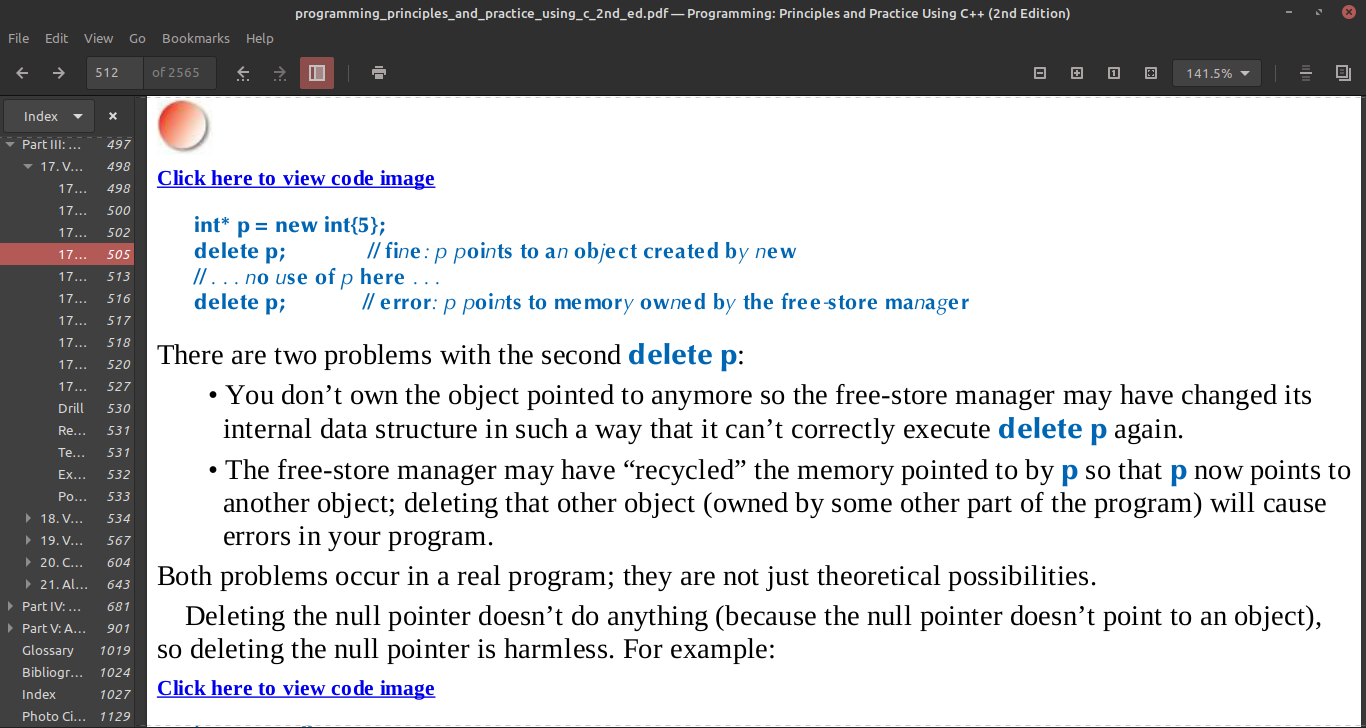 programming_principles_and_practice_using_c_2nd_ed.pdf — Programming: Principles and Practice Using C++ (2nd Edition)
File Edit View Go Bookmarks Help
512 of 2565 141.5%
Index
Part III: ... 497
17. V... 498
17... 498
17... 500
17... 502
17... 505
17... 513
17... 516
17... 517
17... 518
17... 520
17... 527
Drill 530
Re... 531
Te... 531
Ex... 532
Po... 533
18. V... 534
19. V... 567
20. C... 604
21. Al... 643
Part IV: ... 681
Part V: A... 901
Glossary 1019
Bibliogr... 1024
Index 1027
Photo Ci... 1129
Click here to view code image
int* p = new int{5};
delete p; // fine: p points to an object created by new
// . . . no use of p here . . .
delete p; // error: p points to memory owned by the free-store manager
There are two problems with the second delete p:
• You don’t own the object pointed to anymore so the free-store manager may have changed its
internal data structure in such a way that it can’t correctly execute delete p again.
• The free-store manager may have “recycled” the memory pointed to by p so that p now points to
another object; deleting that other object (owned by some other part of the program) will cause
errors in your program.
Both problems occur in a real program; they are not just theoretical possibilities.
Deleting the null pointer doesn’t do anything (because the null pointer doesn’t point to an object),
so deleting the null pointer is harmless. For example:
Click here to view code image